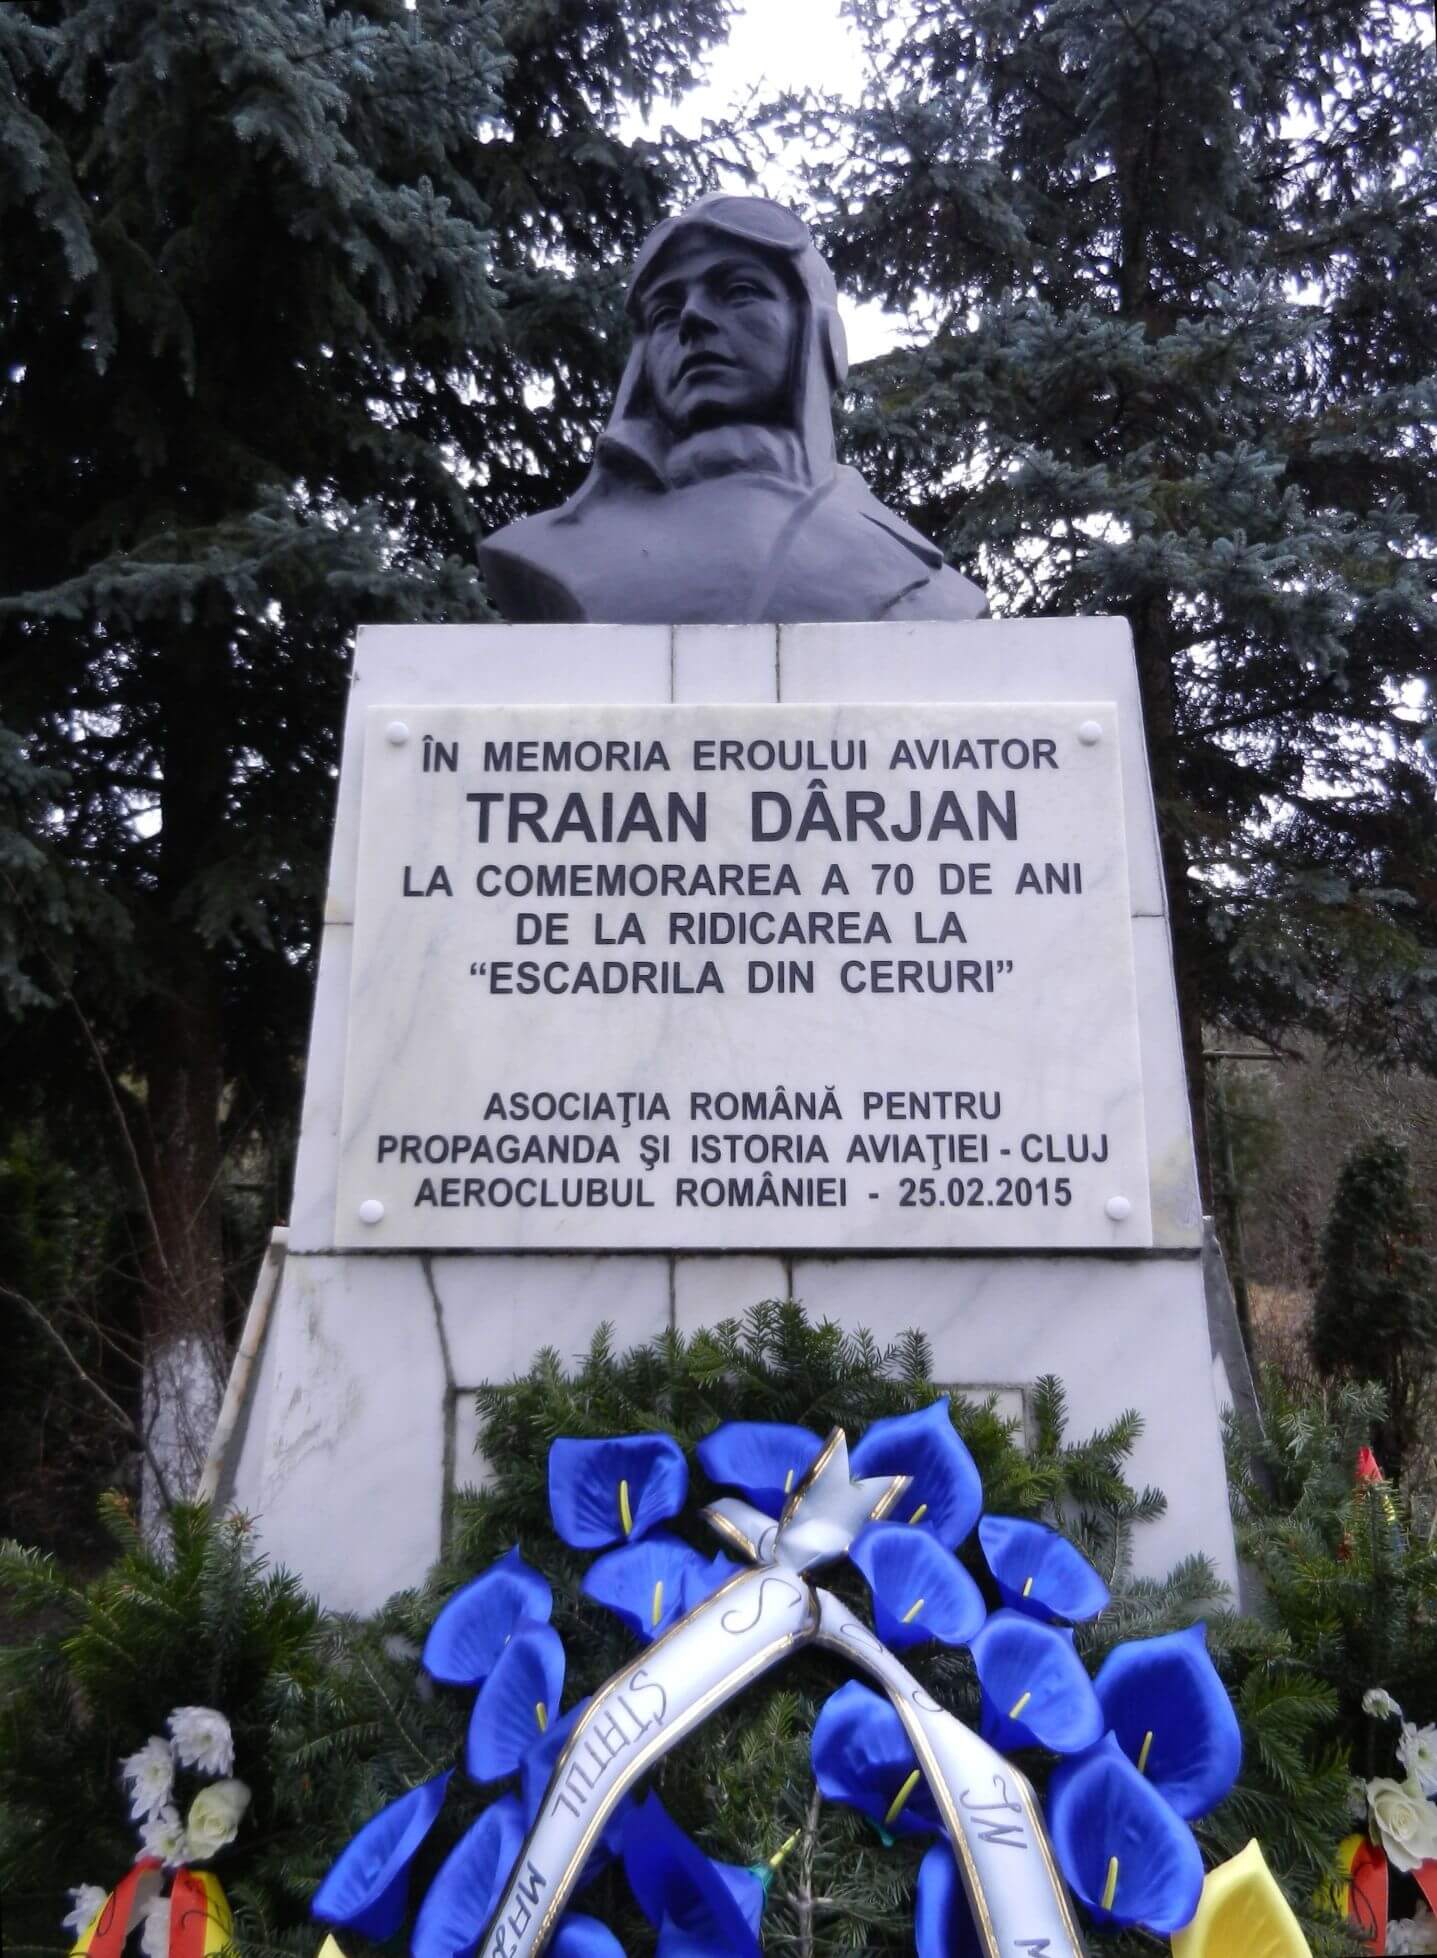 ÎN MEMORIA EROULUI AVIATOR
TRAIAN DÂRJAN
LA COMEMORAREA A 70 DE ANI
DE LA RIDICAREA LA
“ESCADRILA DIN CERURI”
ASOCIAŢIA ROMÂNĂ PENTRU
PROPAGANDA ŞI ISTORIA AVIAŢIEI - CLUJ
AEROCLUBUL ROMÂNIEI - 25.02.2015
STATUL
IN